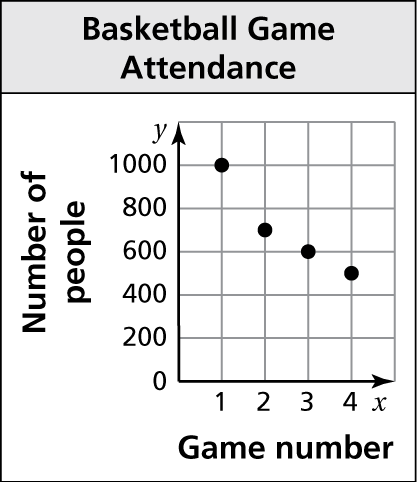 Basketball Game
Attendance
Number of
people
y
1000
800
600
400
200
0
1 2 3 4 x
Game number